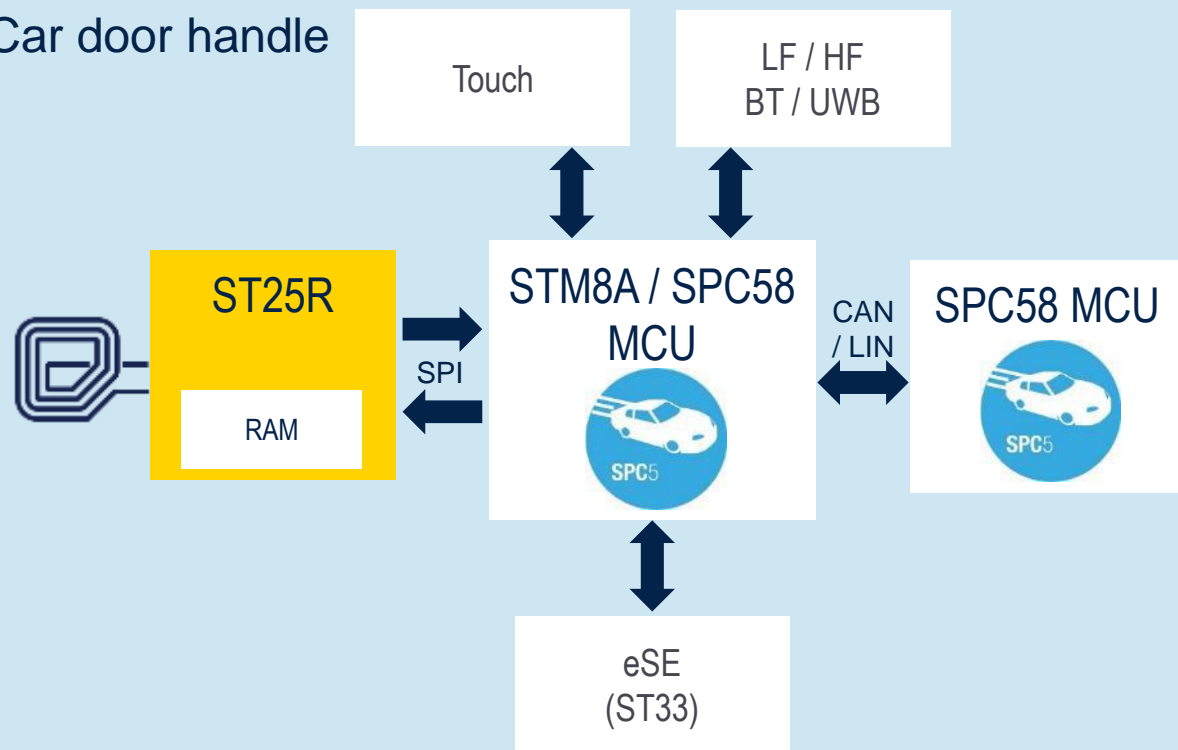 Car door handle
Touch
LF / HF
BT / UWB
ST25R
RAM
SPI
STM8A / SPC58
MCU
SPC5
CAN
/ LIN
SPC58 MCU
SPC5
eSE
(ST33)